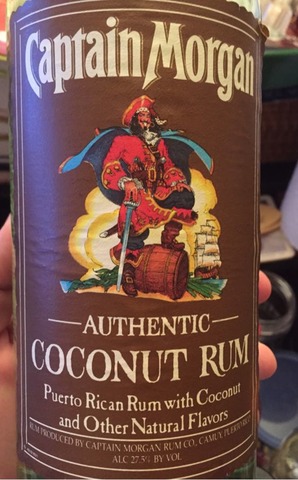 Captain Morgan
AUTHENTIC
COCONUT RUM
Puerto Rican Rum with Coconut
and Other Natural Flavors
RUM PRODUCED BY CAPTAIN MORGAN RUM CO., CAMUY, PUERTO RICO
ALC 27.5% BY VOL